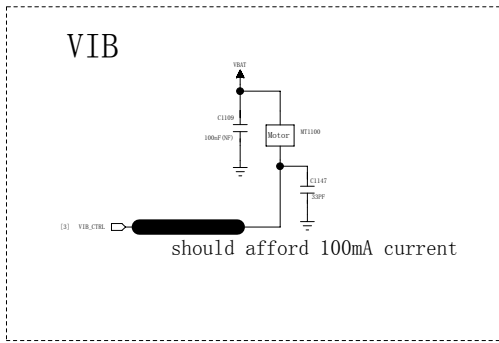 VIB
VBAT
C1109
100nF(NF)
Motor
MT1100
C1147
33PF
[3] VIB_CTRL
should afford 100mA current